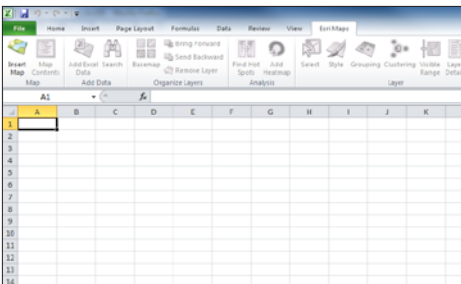 File Home Insert Page Layout Formulas Data Review View Esri Maps
Insert Map
Map Contents
Add Excel Data
Search
Basemap
Bring Forward
Send Backward
Remove Layer
Find Hot Spots
Add Heatmap
Select
Style
Grouping
Clustering
Visible Range
Map Add Data Organize Layers Analysis Layer
A1 fx
A B C D E F G H I J K
1
2
3
4
5
6
7
8
9
10
11
12
13
14